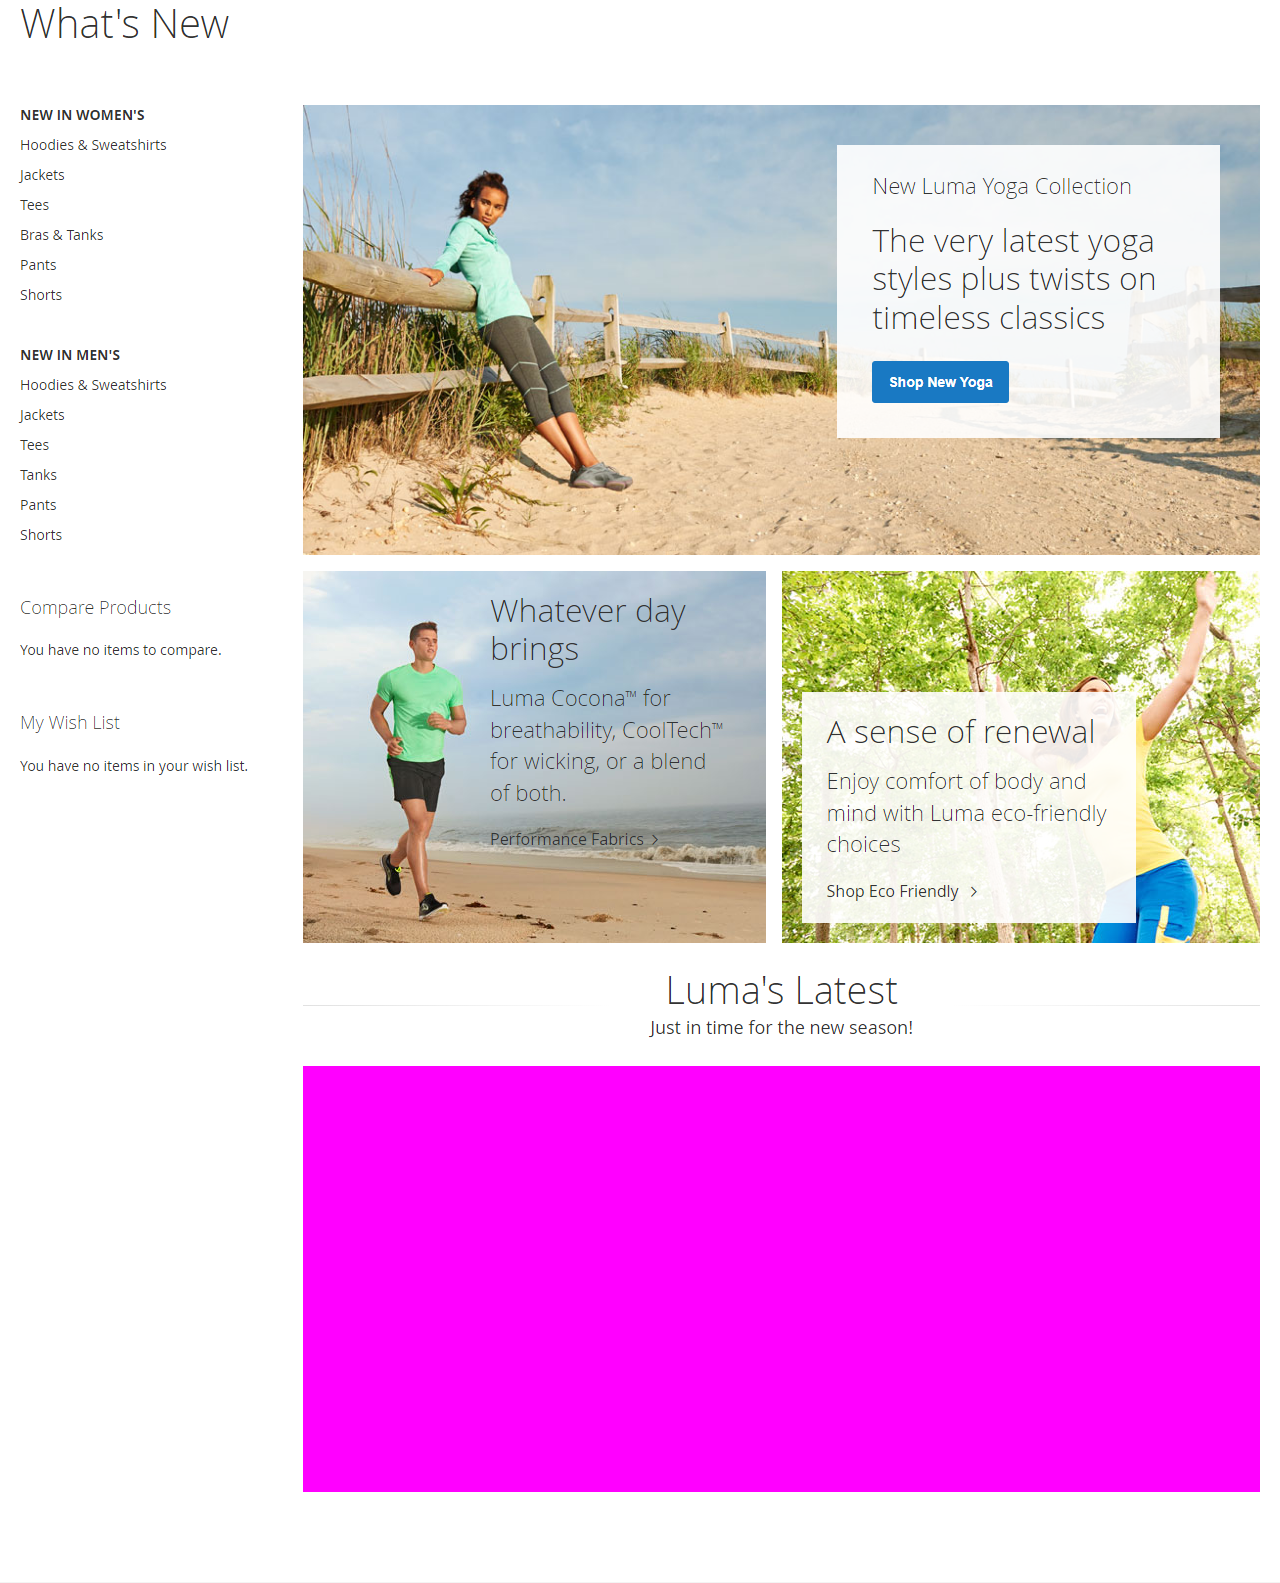 What's New
NEW IN WOMEN'S
Hoodies & Sweatshirts
Jackets
Tees
Bras & Tanks
Pants
Shorts
NEW IN MEN'S
Hoodies & Sweatshirts
Jackets
Tees
Tanks
Pants
Shorts
Compare Products
You have no items to compare.
My Wish List
You have no items in your wish list.
New Luma Yoga Collection
The very latest yoga
styles plus twists on
timeless classics
Shop New Yoga
Whatever day
brings
Luma Cocona™ for
breathability, CoolTech™
for wicking, or a blend
of both.
Performance Fabrics
A sense of renewal
Enjoy comfort of body and
mind with Luma eco-friendly
choices
Shop Eco Friendly
Luma's Latest
Just in time for the new season!